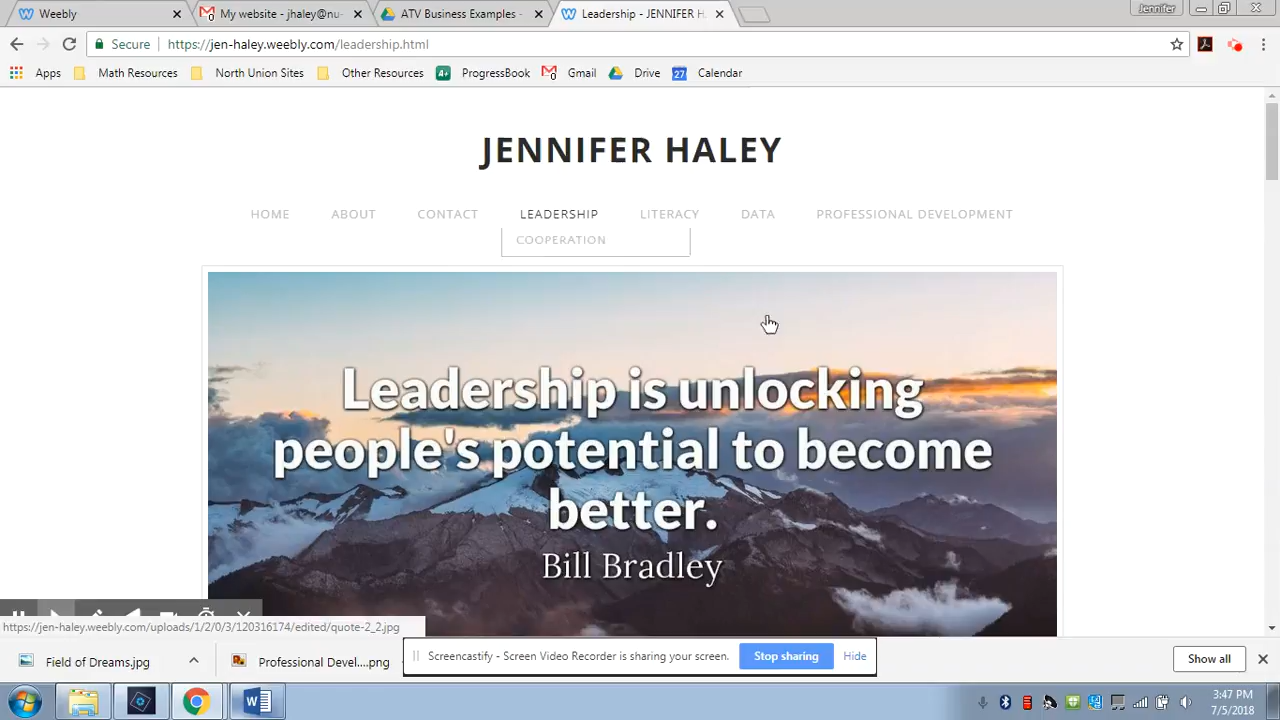 Weebly
My website - jhaley@nu-
ATV Business Examples -
Leadership - JENNIFER H.
Jennifer
Secure
https://jen-haley.weebly.com/leadership.html
Apps
Math Resources
North Union Sites
Other Resources
4+
ProgressBook
Gmail
Drive
27
Calendar
JENNIFER HALEY
HOME
ABOUT
CONTACT
LEADERSHIP
LITERACY
DATA
PROFESSIONAL DEVELOPMENT
COOPERATION
Leadership is unlocking
people's potential to become
better.
Bill Bradley
https://jen-haley.weebly.com/uploads/1/2/0/3/120316174/edited/quote-2_2.jpg
Screencastify - Screen Video Recorder is sharing your screen.
Stop sharing
Hide
Field Of Dreams.jpg
Professional Devel....png
Show all
3:47 PM
7/5/2018